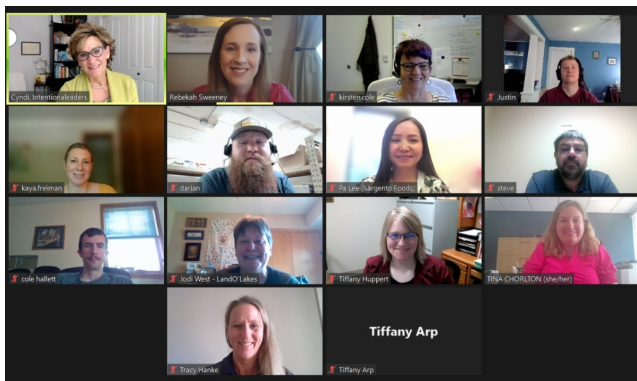 Cyndi, Intentionaleaders
Rebekah Sweeney
kirsten.cole
Justin
kaya.freiman
darian
Pa Lee (Sargento Foods)
steve
cole hallett
Jodi West - LandO'Lakes
Tiffany Huppert
TINA CHORLTON (she/her)
Tracy Hanke
Tiffany Arp
Tiffany Arp